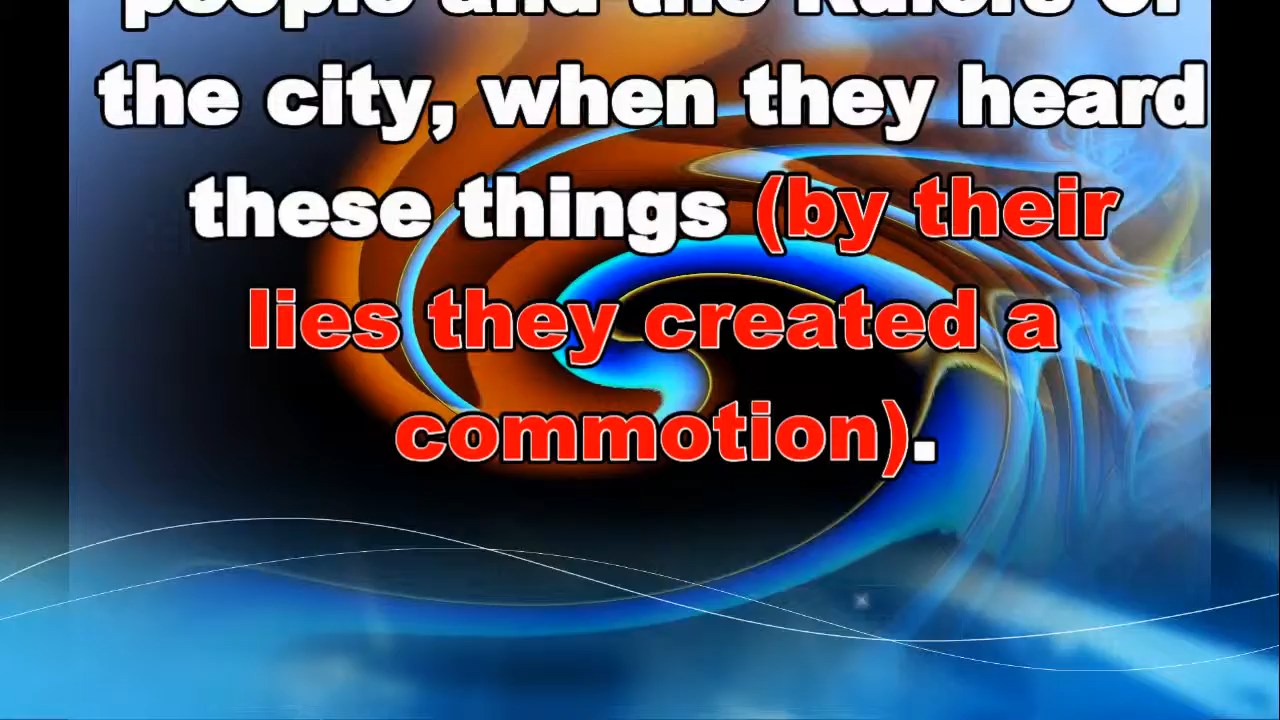 people and the Rulers of
the city, when they heard
these things (by their
lies they created a
commotion).